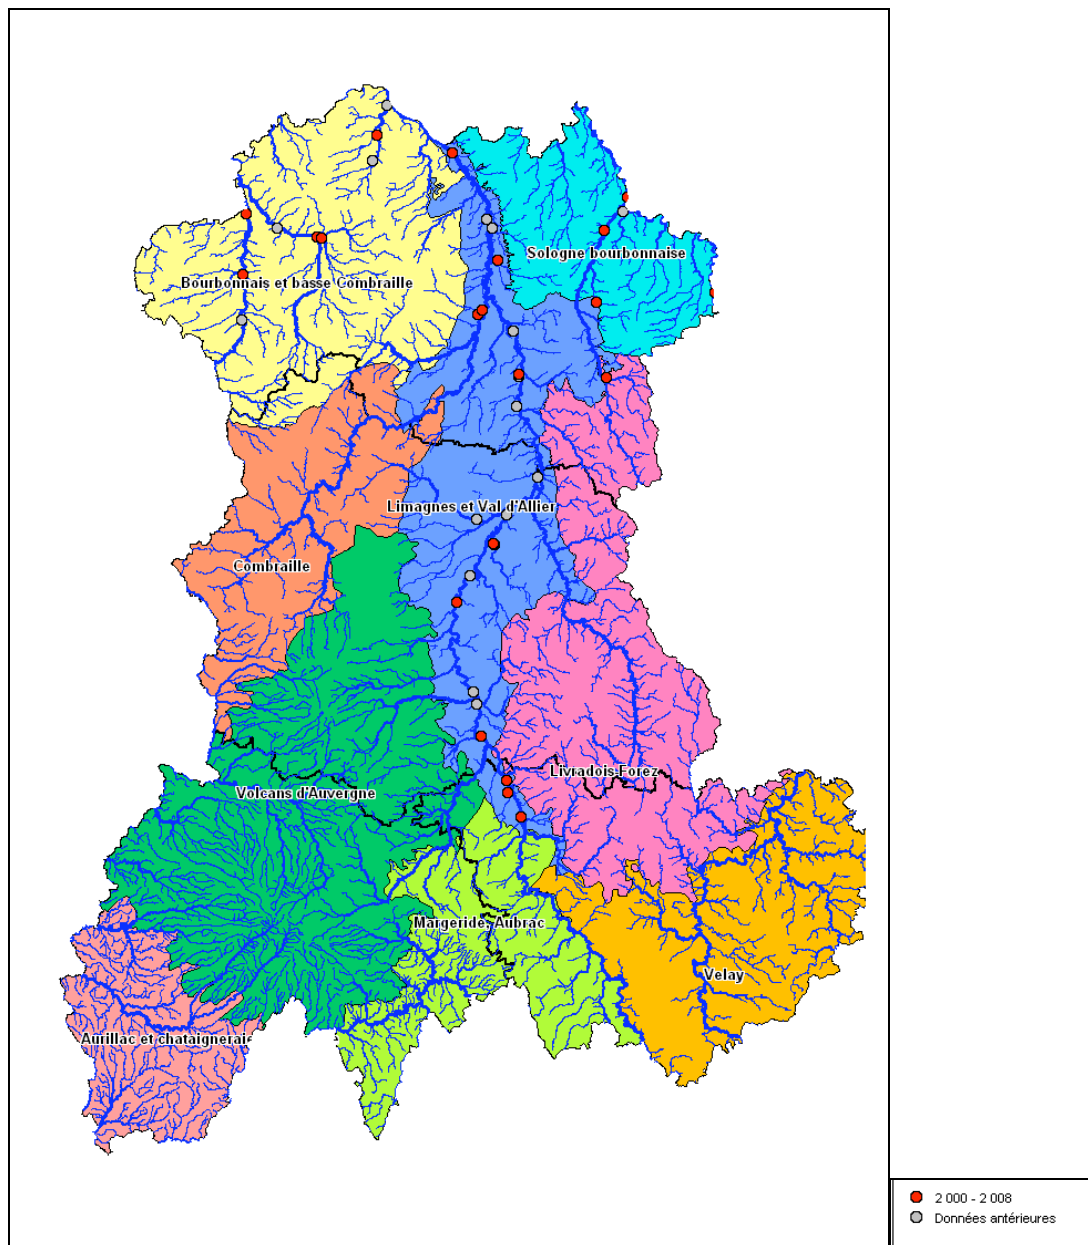 Sologne bourbonnaise
Bourbonnais et basse Combraille
Limagnes et Val d'Allier
Combraille
Livradois-Forez
Volcans d'Auvergne
Margeride, Aubrac
Velay
Aurillac et chataigneraie
2 000 - 2 008
Données antérieures